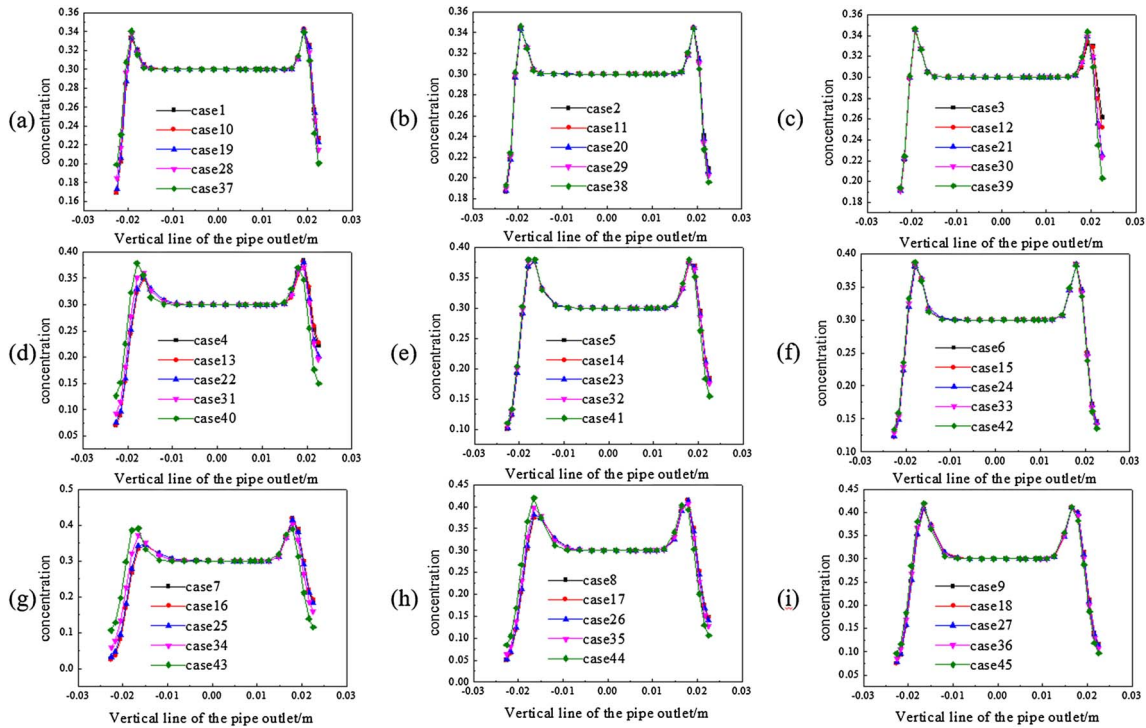 (a)
concentration
0.36
0.34
0.32
0.30
0.28
0.26
0.24
0.22
0.20
0.18
0.16
case1
case10
case19
case28
case37
-0.03 -0.02 -0.01 0.00 0.01 0.02 0.03
Vertical line of the pipe outlet/m
(b)
concentration
0.36
0.34
0.32
0.30
0.28
0.26
0.24
0.22
0.20
0.18
case2
case11
case20
case29
case38
-0.03 -0.02 -0.01 0.00 0.01 0.02 0.03
Vertical line of the pipe outlet/m
(c)
concentration
0.36
0.34
0.32
0.30
0.28
0.26
0.24
0.22
0.20
0.18
case3
case12
case21
case30
case39
-0.03 -0.02 -0.01 0.00 0.01 0.02 0.03
Vertical line of the pipe outlet/m
(d)
concentration
0.40
0.35
0.30
0.25
0.20
0.15
0.10
0.05
case4
case13
case22
case31
case40
-0.03 -0.02 -0.01 0.00 0.01 0.02 0.03
Vertical line of the pipe outlet/m
(e)
concentration
0.40
0.35
0.30
0.25
0.20
0.15
0.10
case5
case14
case23
case32
case41
-0.03 -0.02 -0.01 0.00 0.01 0.02 0.03
Vertical line of the pipe outlet/m
(f)
concentration
0.40
0.35
0.30
0.25
0.20
0.15
0.10
case6
case15
case24
case33
case42
-0.03 -0.02 -0.01 0.00 0.01 0.02 0.03
Vertical line of the pipe outlet/m
(g)
concentration
0.5
0.4
0.3
0.2
0.1
0.0
case7
case16
case25
case34
case43
-0.03 -0.02 -0.01 0.00 0.01 0.02 0.03
Vertical line of the pipe outlet/m
(h)
concentration
0.45
0.40
0.35
0.30
0.25
0.20
0.15
0.10
0.05
0.00
case8
case17
case26
case35
case44
-0.03 -0.02 -0.01 0.00 0.01 0.02 0.03
Vertical line of the pipe outlet/m
(i)
concentration
0.45
0.40
0.35
0.30
0.25
0.20
0.15
0.10
0.05
case9
case18
case27
case36
case45
-0.03 -0.02 -0.01 0.00 0.01 0.02 0.03
Vertical line of the pipe outlet/m